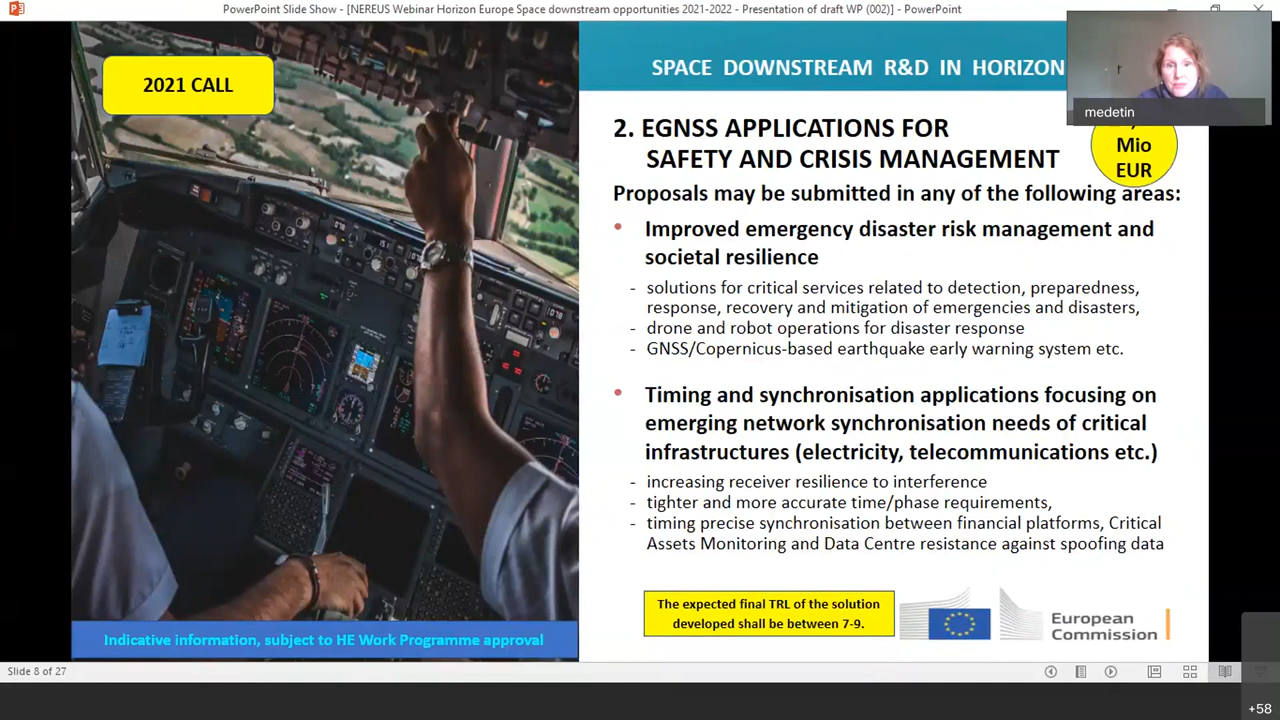 PowerPoint Slide Show - [NEREUS Webinar Horizon Europe Space downstream opportunities 2021-2022 - Presentation of draft WP (002)] - PowerPoint
2021 CALL
SPACE DOWNSTREAM R&D IN HORIZON
medetin
2. EGNSS APPLICATIONS FOR
SAFETY AND CRISIS MANAGEMENT
Mio
EUR
Proposals may be submitted in any of the following areas:
• Improved emergency disaster risk management and
societal resilience
- solutions for critical services related to detection, preparedness,
response, recovery and mitigation of emergencies and disasters,
- drone and robot operations for disaster response
- GNSS/Copernicus-based earthquake early warning system etc.
• Timing and synchronisation applications focusing on
emerging network synchronisation needs of critical
infrastructures (electricity, telecommunications etc.)
- increasing receiver resilience to interference
- tighter and more accurate time/phase requirements,
- timing precise synchronisation between financial platforms, Critical
Assets Monitoring and Data Centre resistance against spoofing data
The expected final TRL of the solution
developed shall be between 7-9.
European
Commission
Indicative information, subject to HE Work Programme approval
Slide 8 of 27
+58